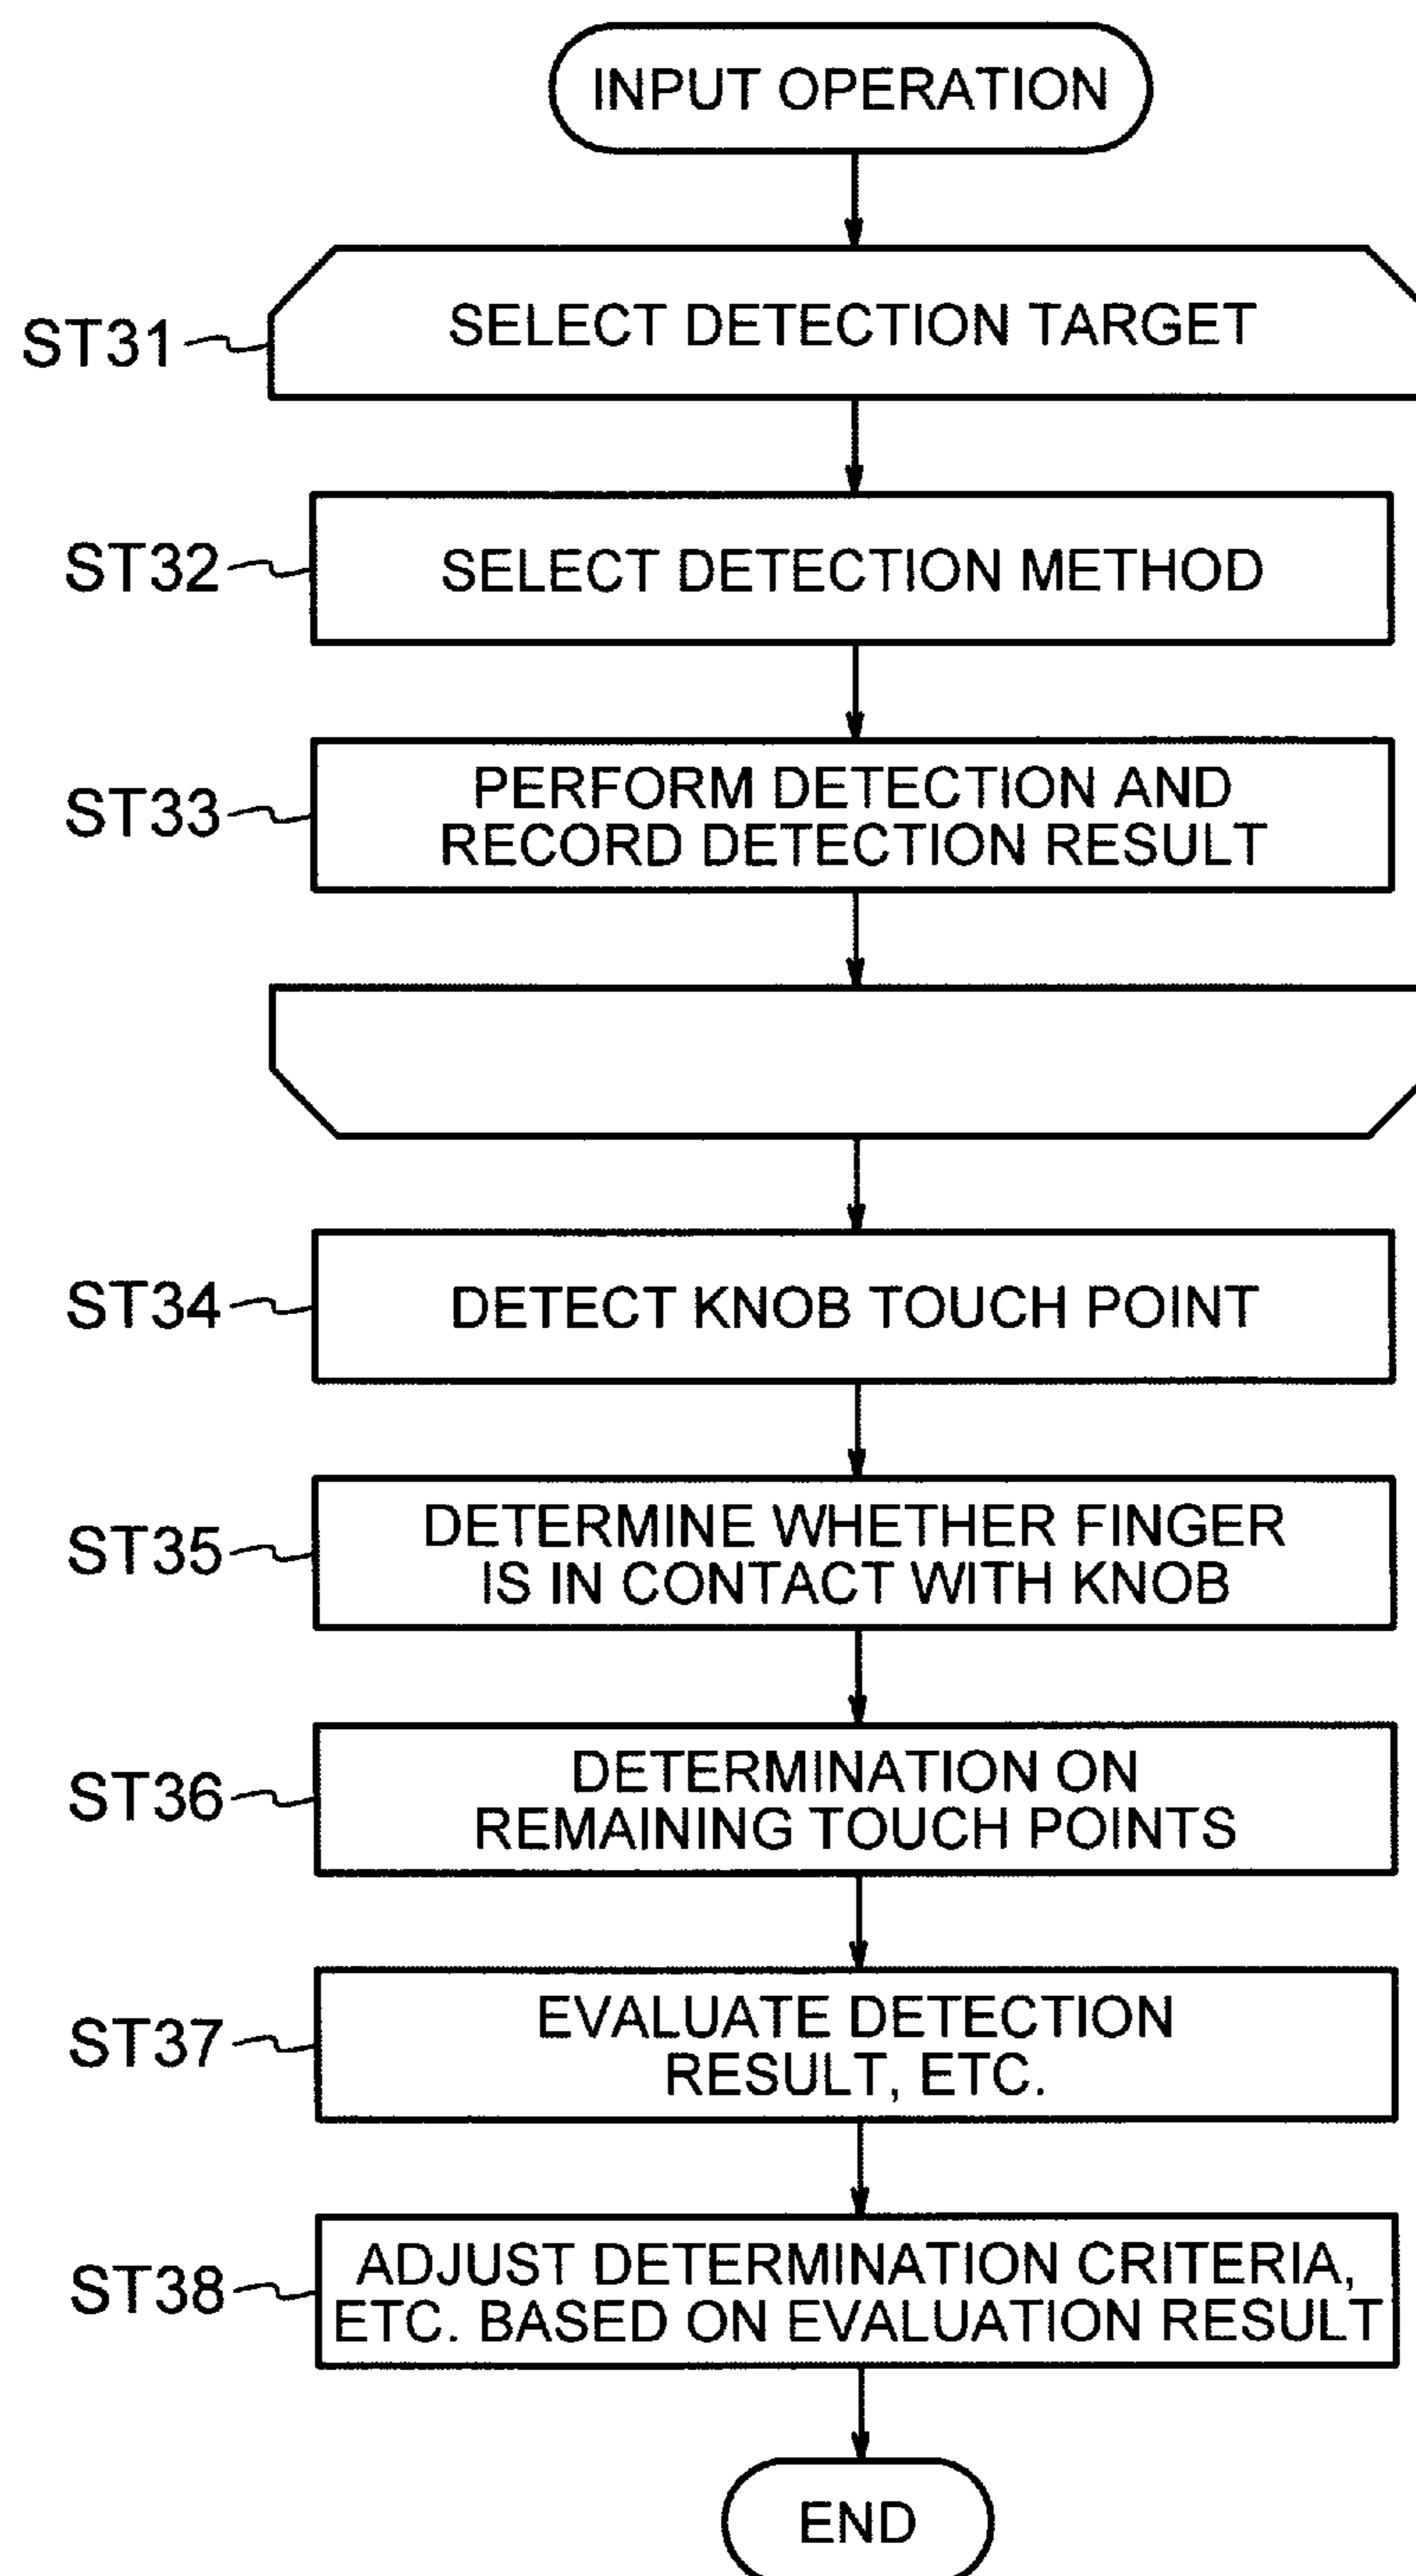 INPUT OPERATION
ST31
SELECT DETECTION TARGET
ST32
SELECT DETECTION METHOD
ST33
PERFORM DETECTION AND
RECORD DETECTION RESULT
ST34
DETECT KNOB TOUCH POINT
ST35
DETERMINE WHETHER FINGER
IS IN CONTACT WITH KNOB
ST36
DETERMINATION ON
REMAINING TOUCH POINTS
ST37
EVALUATE DETECTION
RESULT, ETC.
ST38
ADJUST DETERMINATION CRITERIA,
ETC. BASED ON EVALUATION RESULT
END